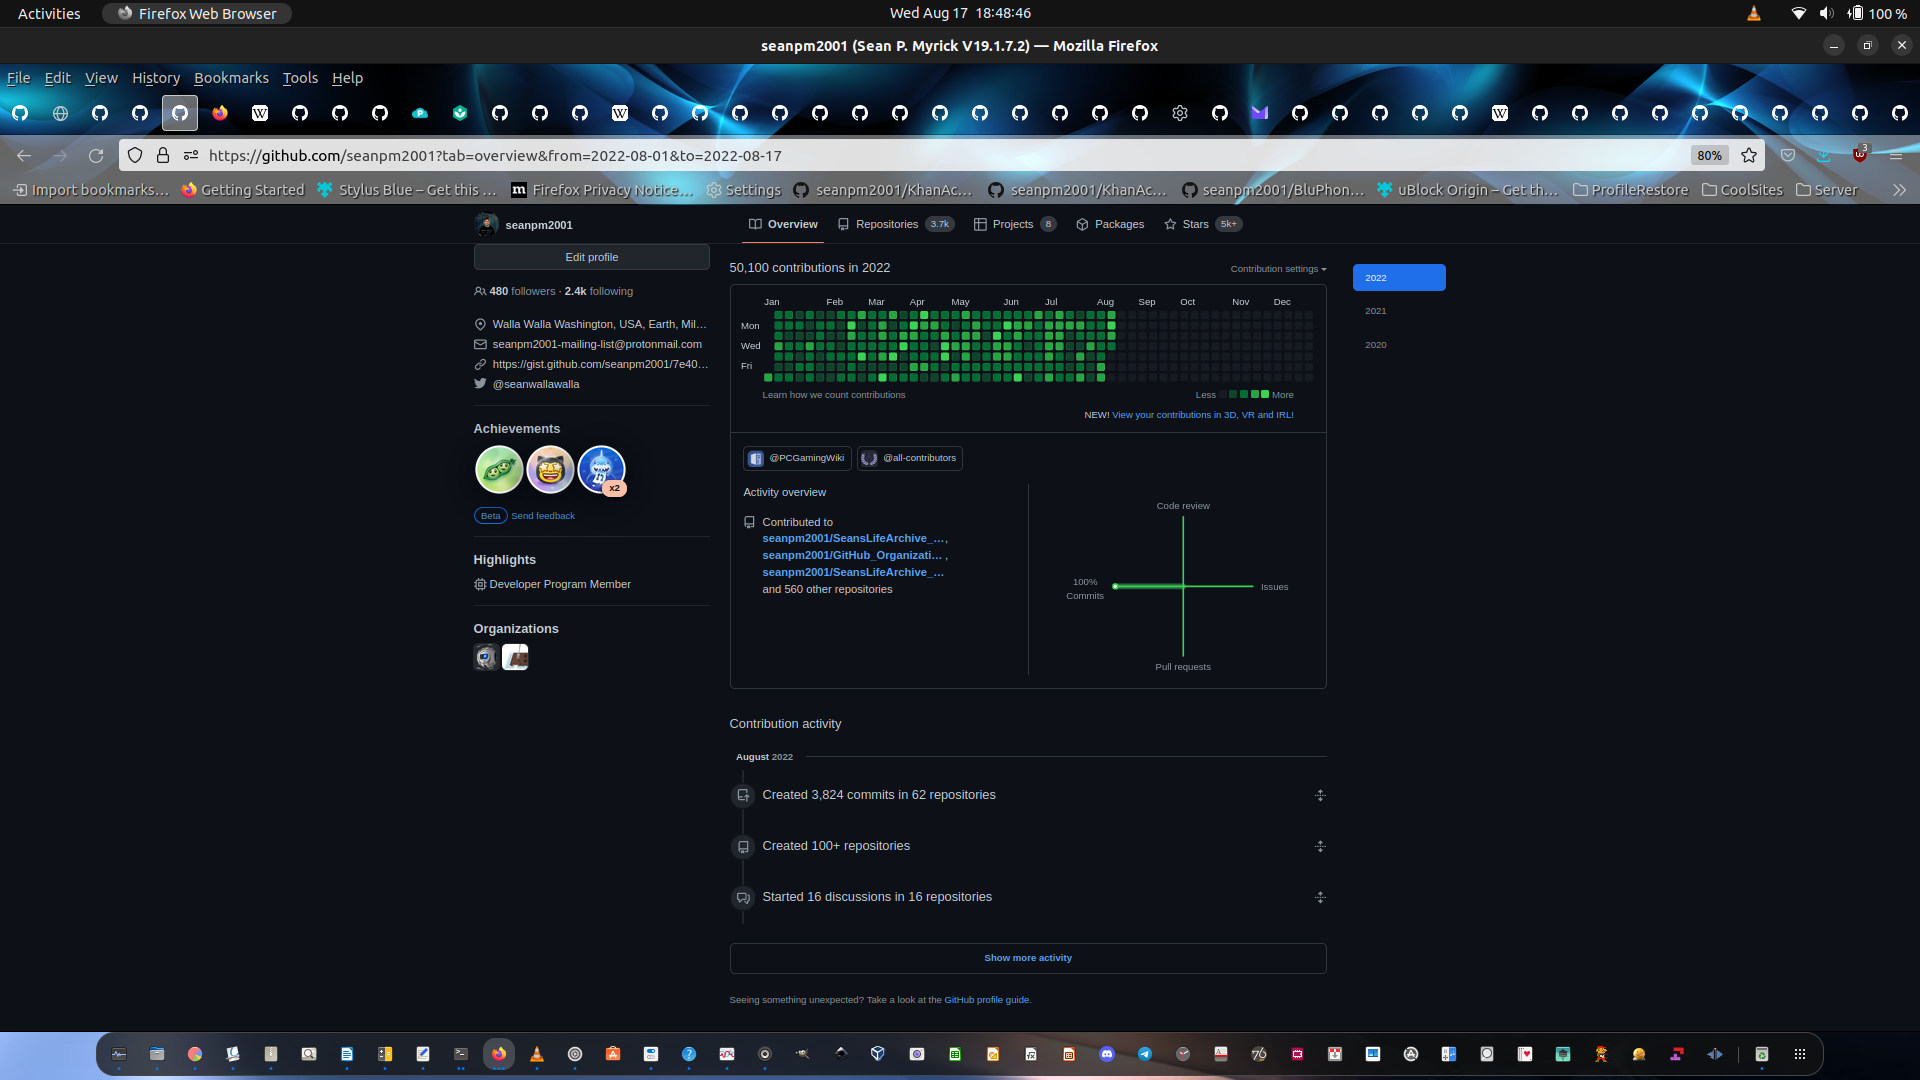 Activities
Firefox Web Browser
Wed Aug 17  18:48:46
100 %
seanpm2001 (Sean P. Myrick V19.1.7.2) — Mozilla Firefox
File Edit View History Bookmarks Tools Help
https://github.com/seanpm2001?tab=overview&from=2022-08-01&to=2022-08-17
80%
3
Import bookmarks…
Getting Started
Stylus Blue – Get this …
Firefox Privacy Notice…
Settings
seanpm2001/KhanAc…
seanpm2001/KhanAc…
seanpm2001/BluPhon…
uBlock Origin – Get th…
ProfileRestore
CoolSites
Server
seanpm2001
Overview
Repositories 3.7k
Projects 8
Packages
Stars 5k+
Edit profile
480 followers · 2.4k following
Walla Walla Washington, USA, Earth, Mil…
seanpm2001-mailing-list@protonmail.com
https://gist.github.com/seanpm2001/7e40…
@seanwallawalla
Achievements
x2
Beta Send feedback
Highlights
Developer Program Member
Organizations
50,100 contributions in 2022
Contribution settings
Jan Feb Mar Apr May Jun Jul Aug Sep Oct Nov Dec
Mon
Wed
Fri
Learn how we count contributions
Less More
NEW! View your contributions in 3D, VR and IRL!
@PCGamingWiki
@all-contributors
Activity overview
Contributed to
seanpm2001/SeansLifeArchive_…,
seanpm2001/GitHub_Organizati… ,
seanpm2001/SeansLifeArchive_…
and 560 other repositories
Code review
100%
Commits
Issues
Pull requests
2022
2021
2020
Contribution activity
August 2022
Created 3,824 commits in 62 repositories
Created 100+ repositories
Started 16 discussions in 16 repositories
Show more activity
Seeing something unexpected? Take a look at the GitHub profile guide.